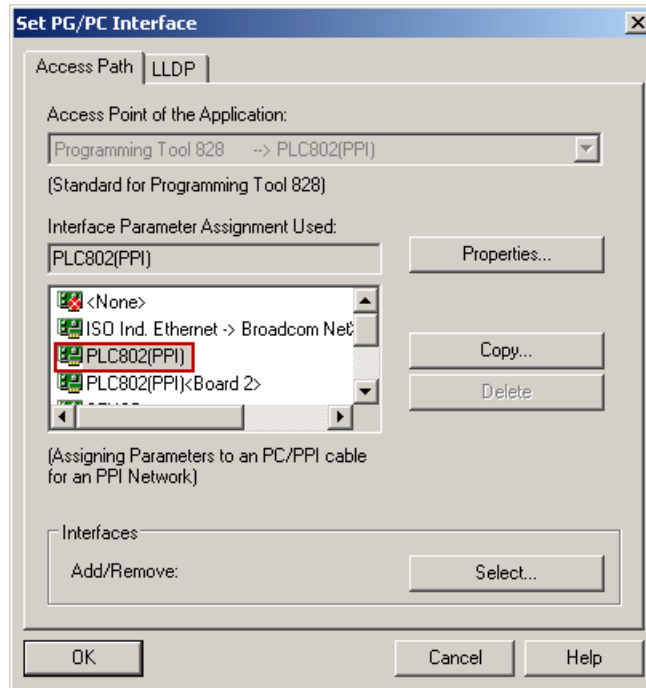 Set PG/PC Interface
Access Path
LLDP
Access Point of the Application:
Programming Tool 828 --> PLC802(PPI)
(Standard for Programming Tool 828)
Interface Parameter Assignment Used:
PLC802(PPI)
Properties...
<None>
ISO Ind. Ethernet -> Broadcom Net
PLC802(PPI)
PLC802(PPI)<Board 2>
Copy...
Delete
(Assigning Parameters to an PC/PPI cable
for an PPI Network)
Interfaces
Add/Remove:
Select...
OK
Cancel
Help